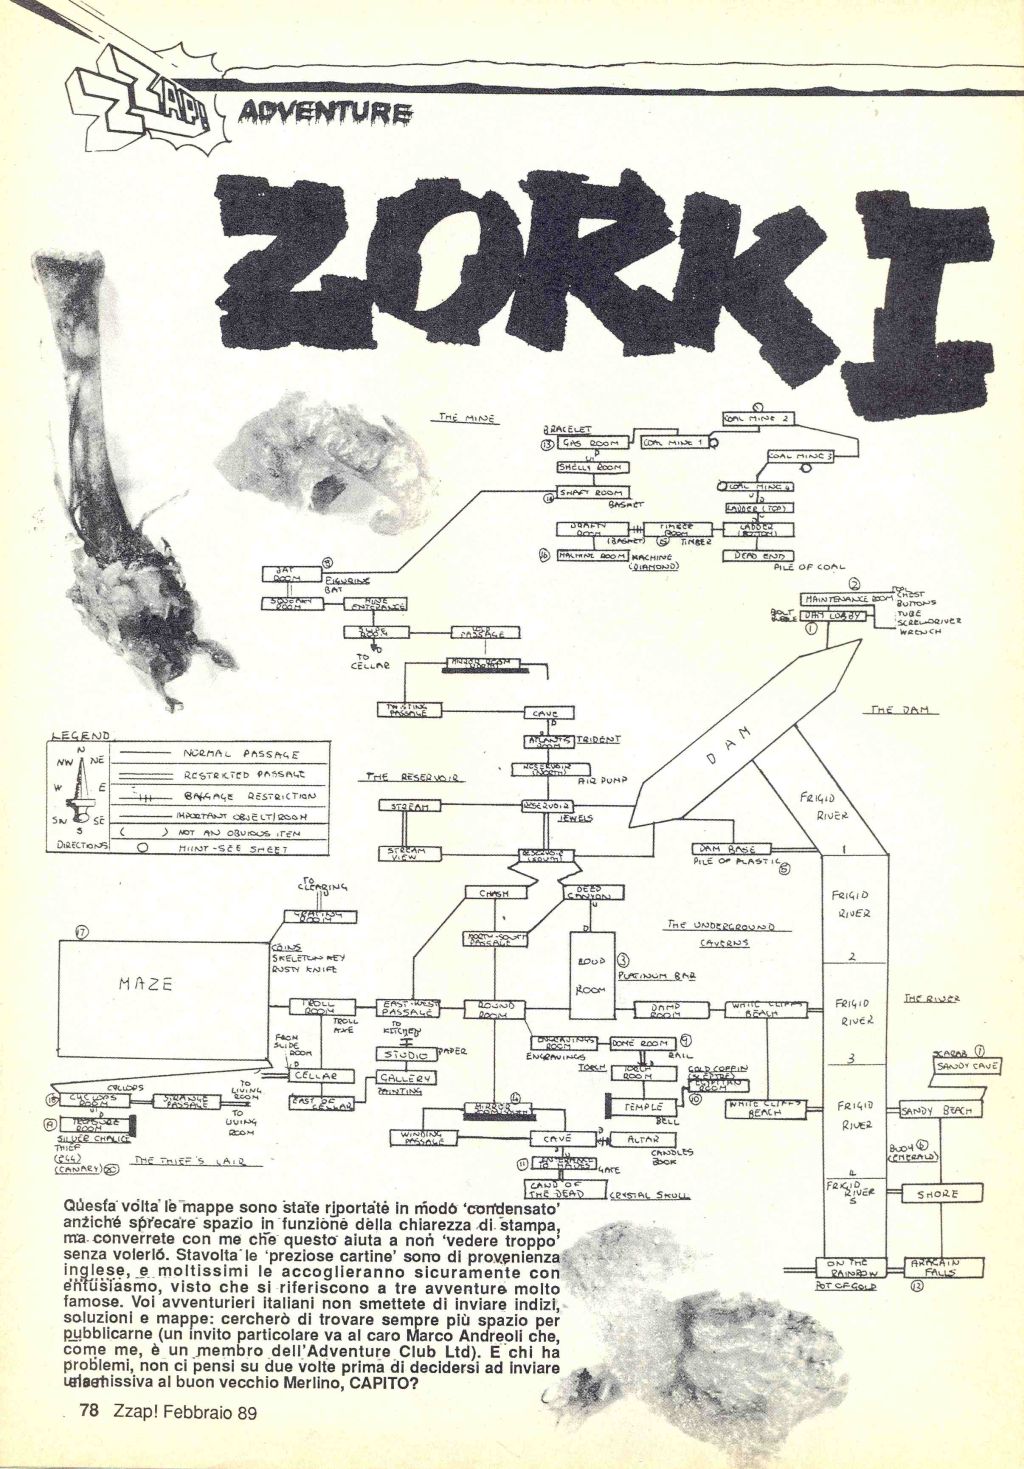 ZZAP!
ADVENTURE
ZORK I
THE MINE
BRACELET
13 GAS ROOM
COAL MINE 1
COAL MINE 2
COAL MINE 3
COAL MINE 4
D
U
SMELLY ROOM
SHAFT ROOM
BASKET
LADDER (TOP)
DRAFTY ROOM
(BASKET)
TIMBER ROOM
TIMBER
LADDER (BOTTOM)
16 MACHINE ROOM
MACHINE
(DIAMOND)
DEAD END
PILE OF COAL
BAT ROOM
FIGURINE
BAT
SQUEAKY ROOM
MINE ENTRANCE
SLIDE ROOM
COLD PASSAGE
TO CELLAR
MIRROR ROOM NORTH
2
MAINTENANCE ROOM
TOOL CHEST
BUTTONS
TUBE
SCREWDRIVER
WRENCH
BOLT
BUBBLE
DAM LOBBY
1
TWISTING PASSAGE
CAVE
D
THE DAM
DAM
LEGEND
N
NW NE
W E
SW SE
S
DIRECTIONS
NORMAL PASSAGE
RESTRICTED PASSAGE
BAGGAGE RESTRICTION
IMPORTANT OBJECT/ROOM
( ) NOT AN OBVIOUS ITEM
HINT-SEE SHEET
ATLANTIS ROOM
TRIDENT
RESERVOIR (NORTH)
AIR PUMP
THE RESERVOIR
STREAM
RESERVOIR
JEWELS
STREAM VIEW
RESERVOIR (SOUTH)
FRIGID RIVER
DAM BASE
PILE OF PLASTIC
5
1
TO CLEARING
GRATING ROOM
CHASM
DEEP CANYON
FRIGID RIVER
17
COINS
SKELETON KEY
RUSTY KNIFE
MAZE
NORTH-SOUTH PASSAGE
D
LOUD ROOM
3
PLATINUM BAR
THE UNDERGROUND
CAVERNS
2
TROLL ROOM
TROLL
AXE
EAST-WEST PASSAGE
ROUND ROOM
DAMP ROOM
WHITE CLIFFS BEACH
FRIGID RIVER
THE RIVER
FROM SLIDE ROOM
TO KITCHEN
STUDIO
PAPER
ENGRAVINGS ROOM
ENGRAVINGS
DOME ROOM
9
RAIL
3
SCARAB
SANDY CAVE
CELLAR
GALLERY
PAINTING
TORCH
TORCH ROOM
GOLD COFFIN
(SCEPTRE)
EGYPTIAN ROOM
10
CYCLOPS
CYCLOPS ROOM
STRANGE PASSAGE
TO LIVING ROOM
EAST OF CELLAR
MIRROR ROOM SOUTH
TEMPLE
BELL
WHITE CLIFFS BEACH
FRIGID RIVER
SANDY BEACH
TREASURE ROOM
SILVER CHALICE
THIEF
(EGG)
(CANARY) 20
TO LIVING ROOM
THE THIEF'S LAIR
WINDING PASSAGE
CAVE
ALTAR
CANDLES
BOOK
BUOY 6
(EMERALD)
11 ENTRANCE TO HADES
GATE
4
LAND OF THE DEAD
CRYSTAL SKULL
FRIGID RIVER
5
SHORE
ON THE RAINBOW
POT OF GOLD
ARAGAIN FALLS
12
Questa volta le mappe sono state riportate in modo 'condensato'
anziché sprecare spazio in funzione della chiarezza di stampa,
ma converrete con me che questo aiuta a non 'vedere troppo'
senza volerlo. Stavolta le 'preziose cartine' sono di provenienza
inglese, e moltissimi le accoglieranno sicuramente con
entusiasmo, visto che si riferiscono a tre avventure molto
famose. Voi avventurieri italiani non smettete di inviare indizi,
soluzioni e mappe: cercherò di trovare sempre più spazio per
pubblicarne (un invito particolare va al caro Marco Andreoli che,
come me, è un membro dell'Adventure Club Ltd). E chi ha
problemi, non ci pensi su due volte prima di decidersi ad inviare
missiva al buon vecchio Merlino, CAPITO?
78 Zzap! Febbraio 89